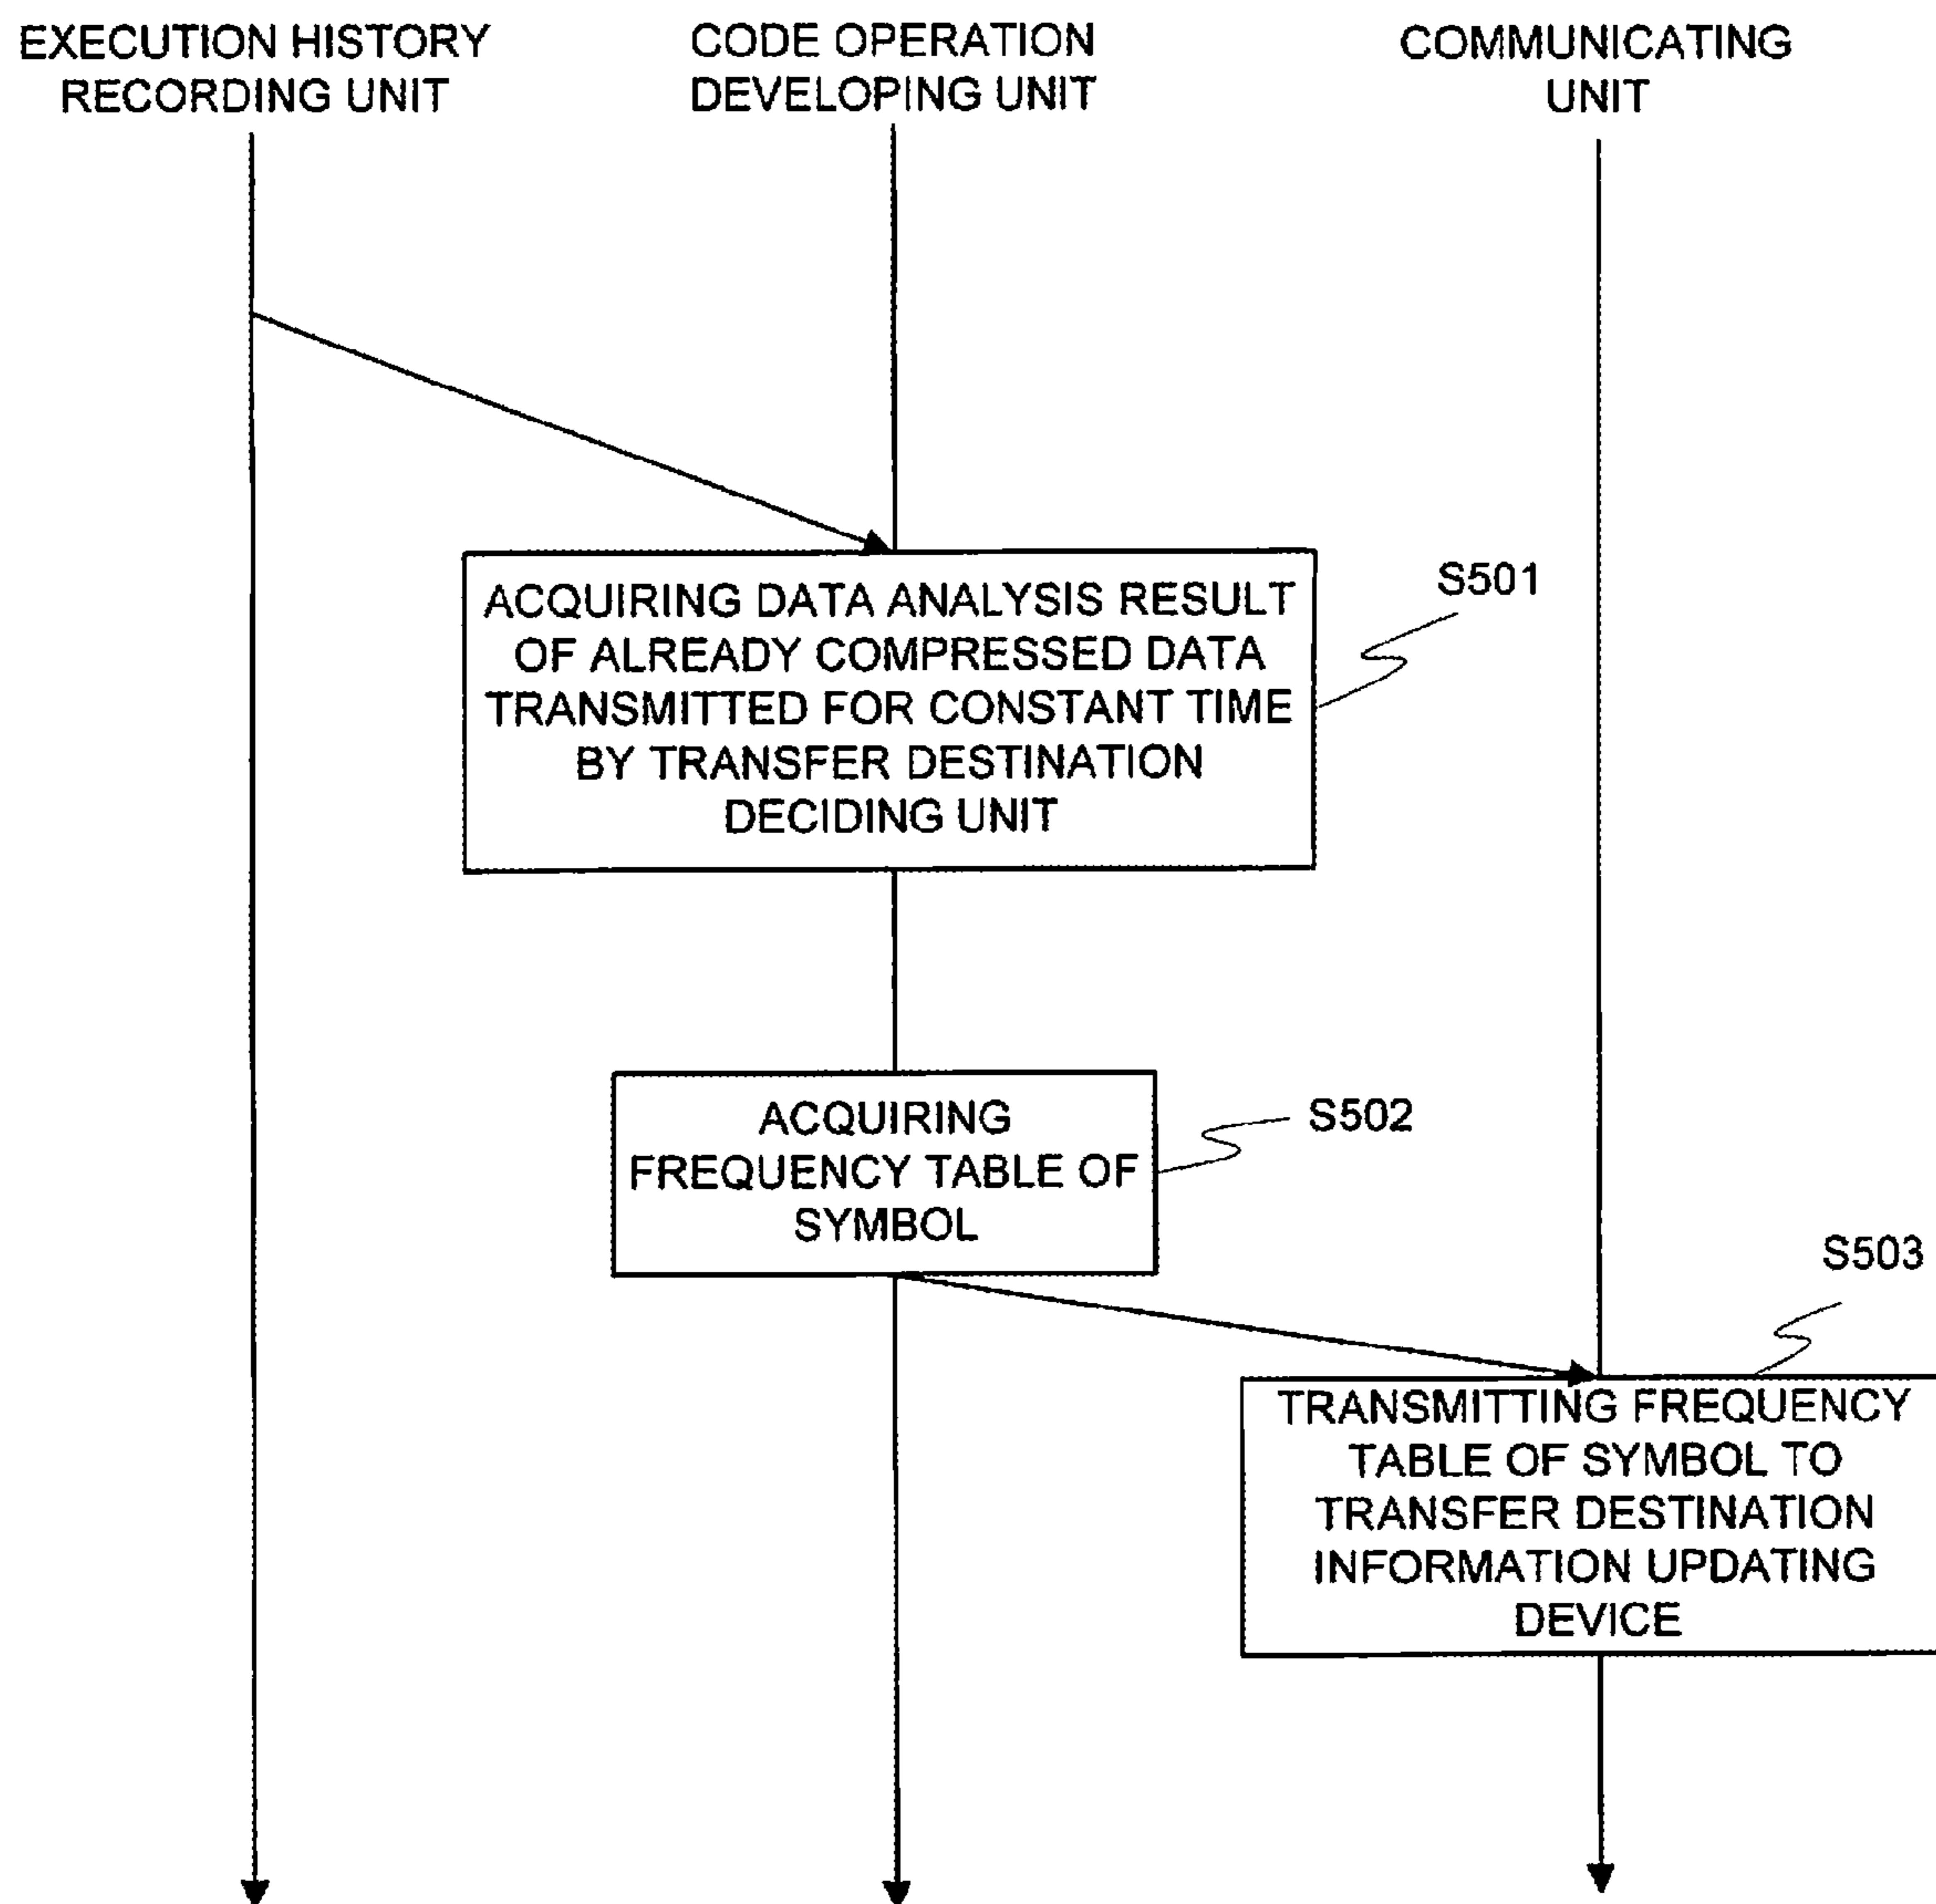 EXECUTION HISTORY
RECORDING UNIT
CODE OPERATION
DEVELOPING UNIT
COMMUNICATING
UNIT
ACQUIRING DATA ANALYSIS RESULT
OF ALREADY COMPRESSED DATA
TRANSMITTED FOR CONSTANT TIME
BY TRANSFER DESTINATION
DECIDING UNIT
S501
ACQUIRING
FREQUENCY TABLE OF
SYMBOL
S502
S503
TRANSMITTING FREQUENCY
TABLE OF SYMBOL TO
TRANSFER DESTINATION
INFORMATION UPDATING
DEVICE